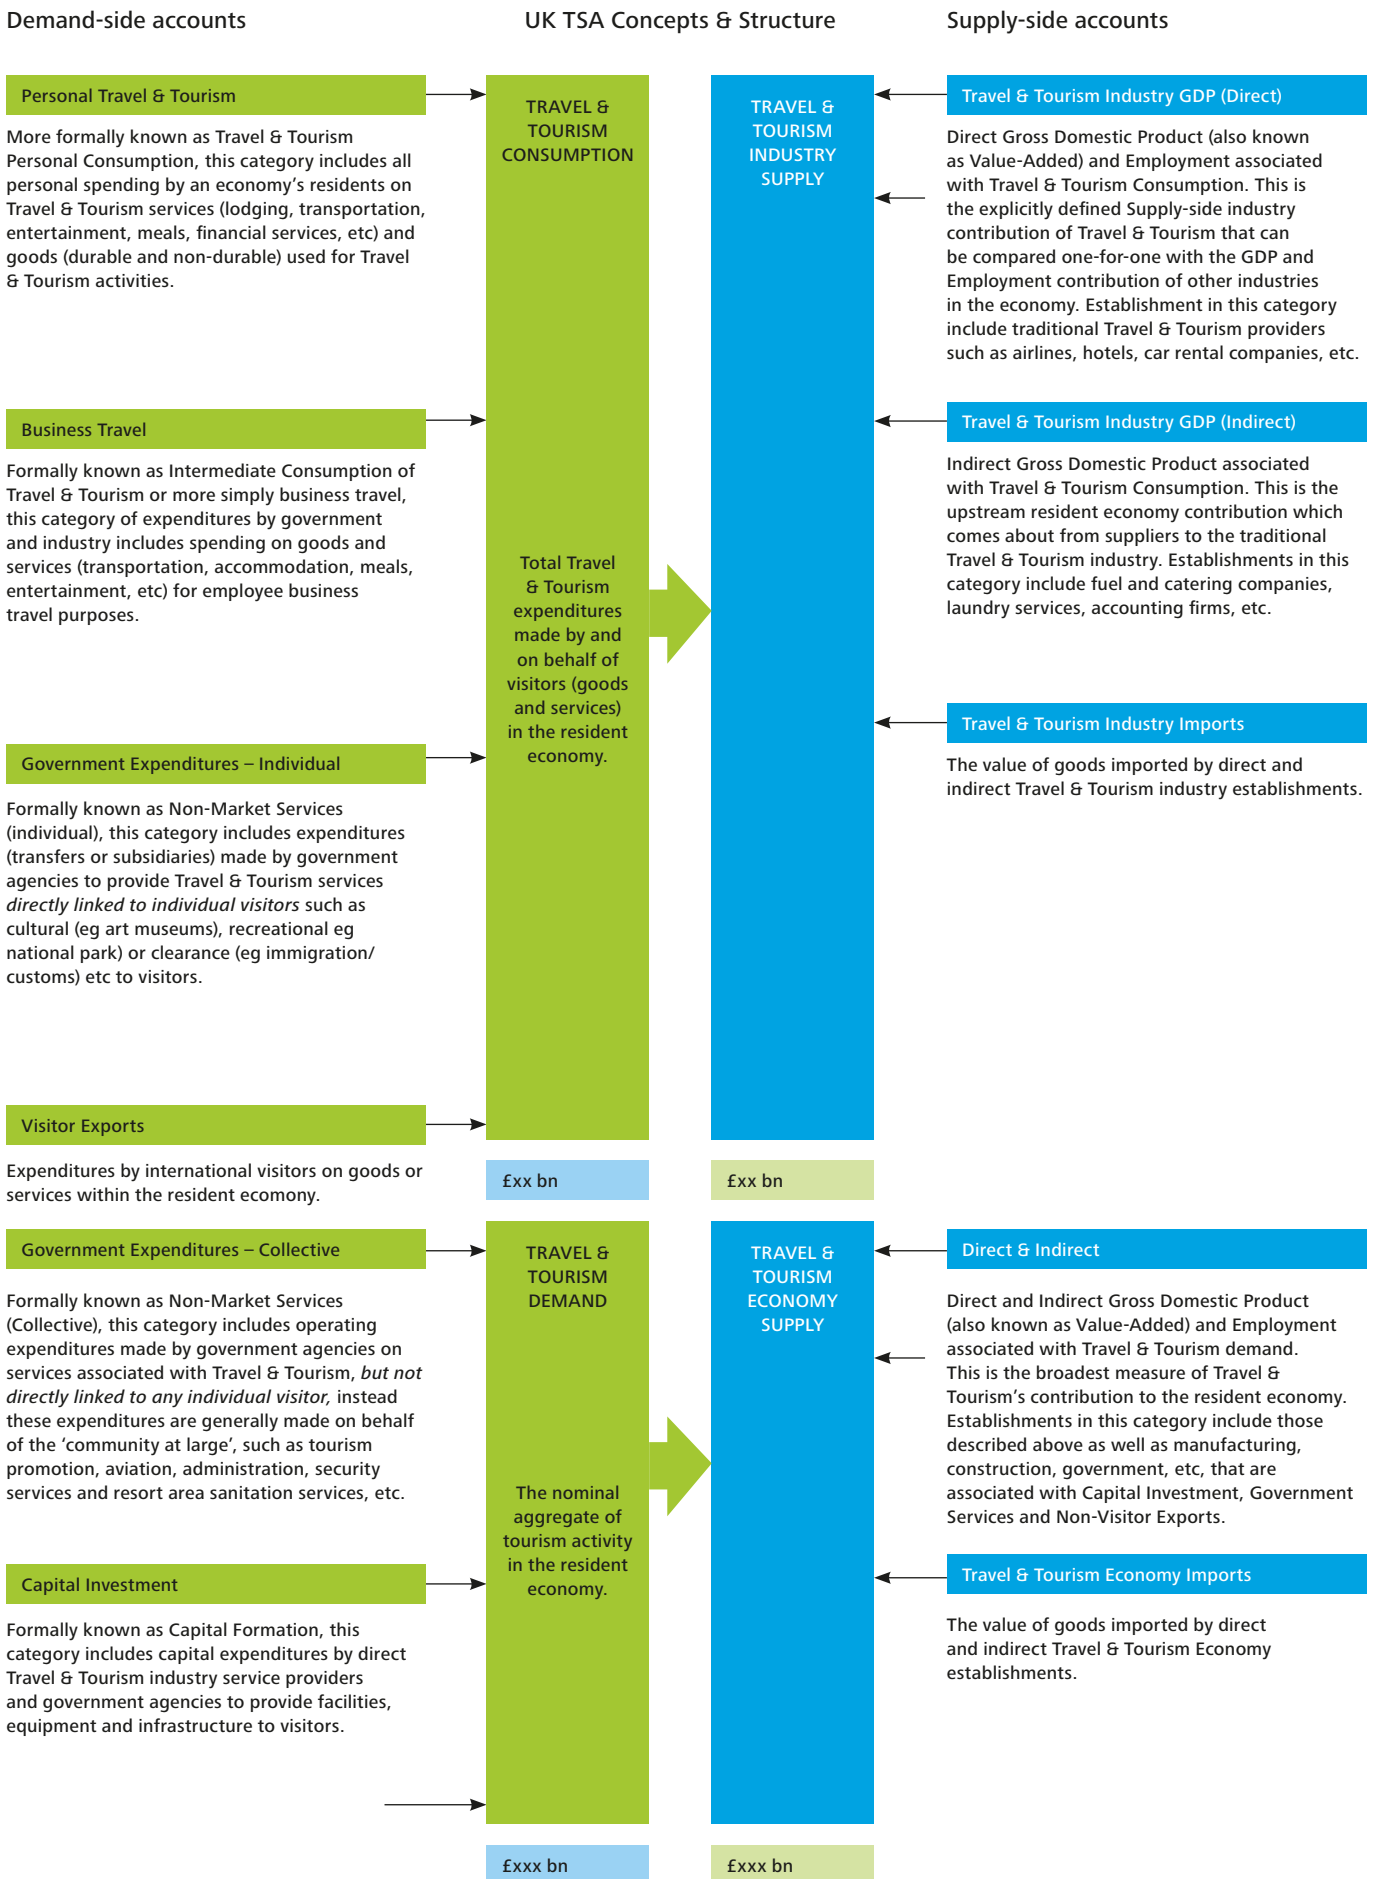 Demand-side accounts
UK TSA Concepts & Structure
Supply-side accounts
Personal Travel & Tourism
More formally known as Travel & Tourism
Personal Consumption, this category includes all
personal spending by an economy's residents on
Travel & Tourism services (lodging, transportation,
entertainment, meals, financial services, etc) and
goods (durable and non-durable) used for Travel
& Tourism activities.
Business Travel
Formally known as Intermediate Consumption of
Travel & Tourism or more simply business travel,
this category of expenditures by government
and industry includes spending on goods and
services (transportation, accommodation, meals,
entertainment, etc) for employee business
travel purposes.
Government Expenditures – Individual
Formally known as Non-Market Services
(individual), this category includes expenditures
(transfers or subsidiaries) made by government
agencies to provide Travel & Tourism services
directly linked to individual visitors such as
cultural (eg art museums), recreational eg
national park) or clearance (eg immigration/
customs) etc to visitors.
Visitor Exports
Expenditures by international visitors on goods or
services within the resident ecomony.
TRAVEL &
TOURISM
CONSUMPTION
Total Travel
& Tourism
expenditures
made by and
on behalf of
visitors (goods
and services)
in the resident
economy.
£xx bn
TRAVEL &
TOURISM
INDUSTRY
SUPPLY
£xx bn
Travel & Tourism Industry GDP (Direct)
Direct Gross Domestic Product (also known
as Value-Added) and Employment associated
with Travel & Tourism Consumption. This is
the explicitly defined Supply-side industry
contribution of Travel & Tourism that can
be compared one-for-one with the GDP and
Employment contribution of other industries
in the economy. Establishment in this category
include traditional Travel & Tourism providers
such as airlines, hotels, car rental companies, etc.
Travel & Tourism Industry GDP (Indirect)
Indirect Gross Domestic Product associated
with Travel & Tourism Consumption. This is the
upstream resident economy contribution which
comes about from suppliers to the traditional
Travel & Tourism industry. Establishments in this
category include fuel and catering companies,
laundry services, accounting firms, etc.
Travel & Tourism Industry Imports
The value of goods imported by direct and
indirect Travel & Tourism industry establishments.
Government Expenditures – Collective
Formally known as Non-Market Services
(Collective), this category includes operating
expenditures made by government agencies on
services associated with Travel & Tourism, but not
directly linked to any individual visitor, instead
these expenditures are generally made on behalf
of the ‘community at large’, such as tourism
promotion, aviation, administration, security
services and resort area sanitation services, etc.
Capital Investment
Formally known as Capital Formation, this
category includes capital expenditures by direct
Travel & Tourism industry service providers
and government agencies to provide facilities,
equipment and infrastructure to visitors.
TRAVEL &
TOURISM
DEMAND
The nominal
aggregate of
tourism activity
in the resident
economy.
£xxx bn
TRAVEL &
TOURISM
ECONOMY
SUPPLY
£xxx bn
Direct & Indirect
Direct and Indirect Gross Domestic Product
(also known as Value-Added) and Employment
associated with Travel & Tourism demand.
This is the broadest measure of Travel &
Tourism's contribution to the resident economy.
Establishments in this category include those
described above as well as manufacturing,
construction, government, etc, that are
associated with Capital Investment, Government
Services and Non-Visitor Exports.
Travel & Tourism Economy Imports
The value of goods imported by direct
and indirect Travel & Tourism Economy
establishments.